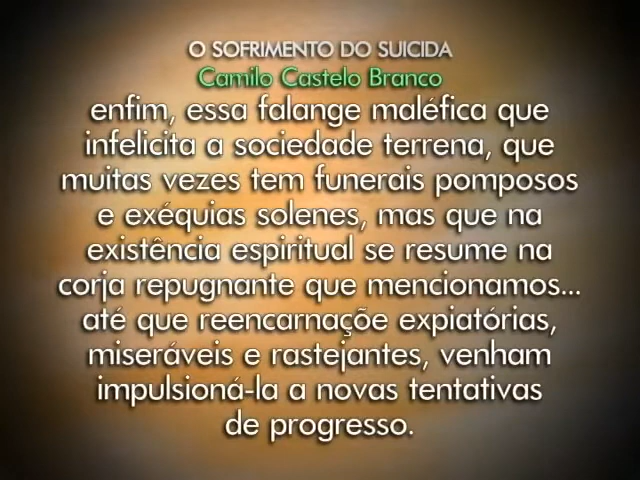 O SOFRIMENTO DO SUICIDA
Camilo Castelo Branco
enfim, essa falange maléfica que
infelicita a sociedade terrena, que
muitas vezes tem funerais pomposos
e exéquias solenes, mas que na
existência espiritual se resume na
corja repugnante que mencionamos...
até que reencarnaçõe expiatórias,
miseráveis e rastejantes, venham
impulsioná-la a novas tentativas
de progresso.